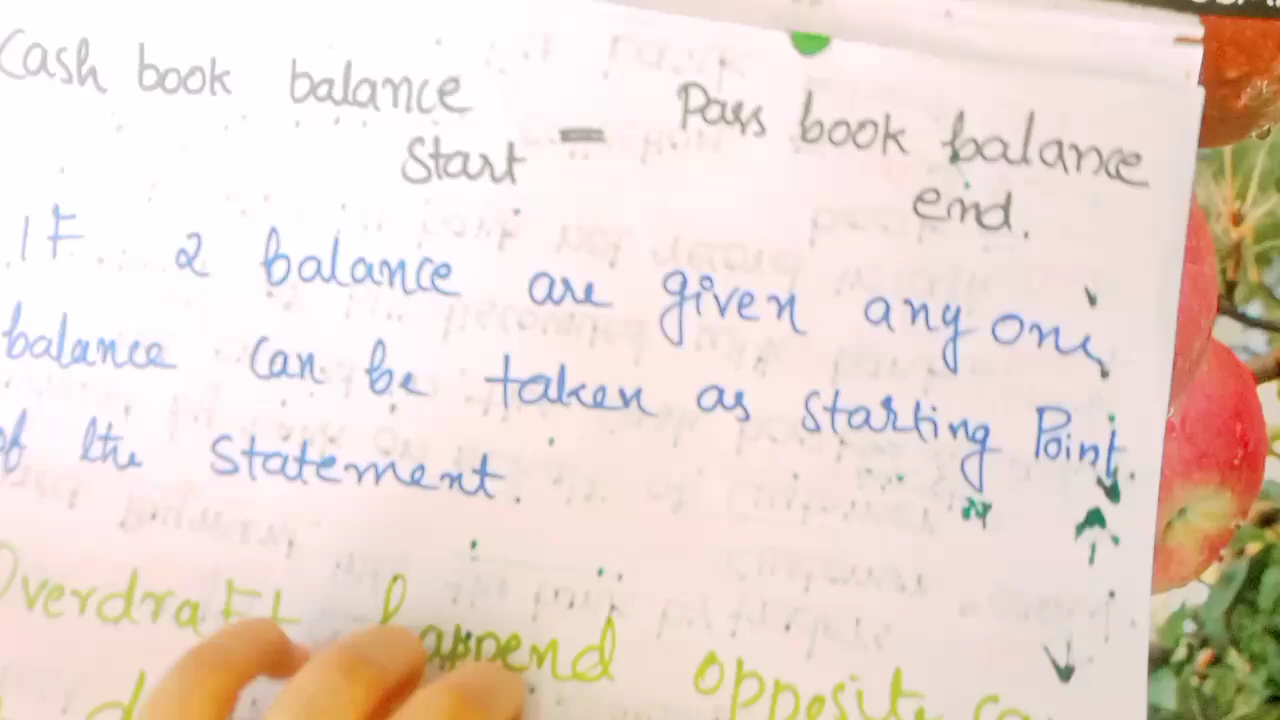 Cash book balance
Start = Pass book balance
end.
IF 2 balance are given any one
balance can be taken as starting Point
of the statement.
Overdraft happend opposite